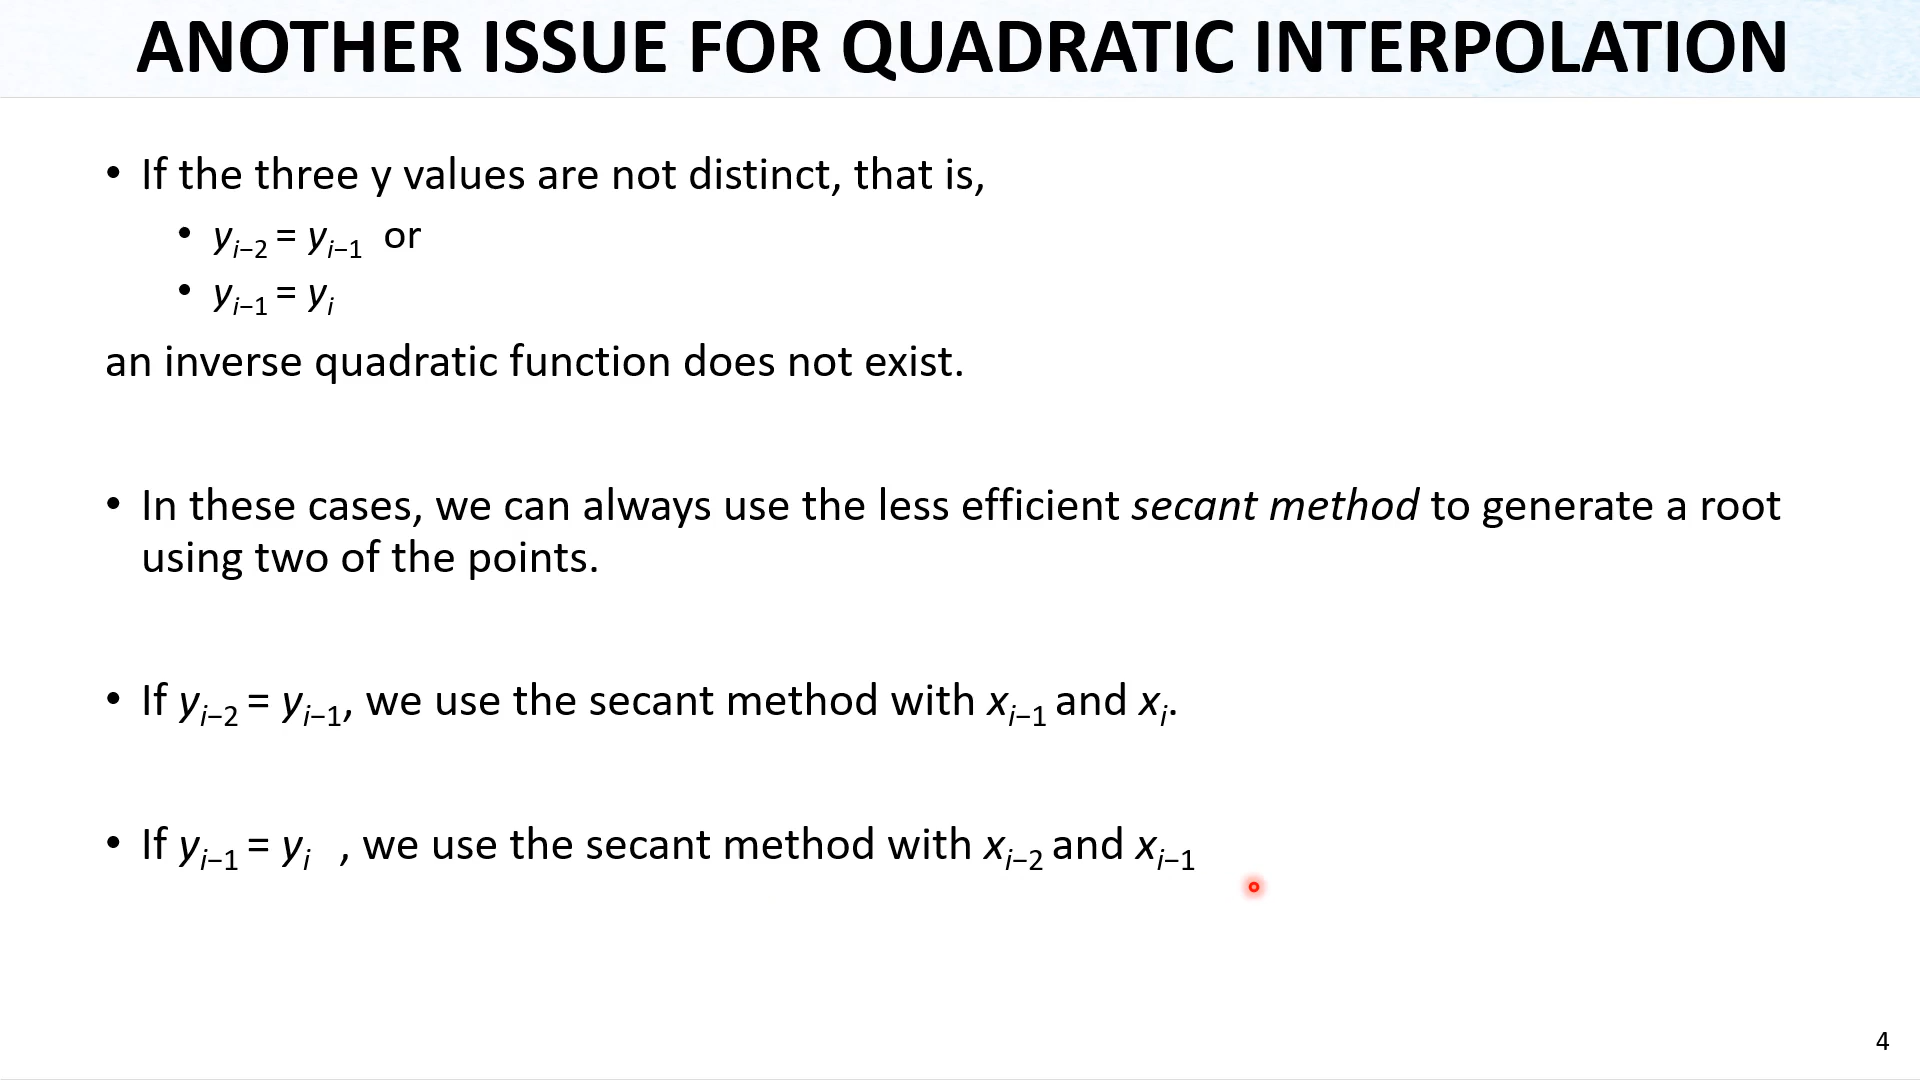 ANOTHER ISSUE FOR QUADRATIC INTERPOLATION
• If the three y values are not distinct, that is,
• yᵢ₋₂ = yᵢ₋₁ or
• yᵢ₋₁ = yᵢ
an inverse quadratic function does not exist.
• In these cases, we can always use the less efficient secant method to generate a root
using two of the points.
• If yᵢ₋₂ = yᵢ₋₁, we use the secant method with xᵢ₋₁ and xᵢ.
• If yᵢ₋₁ = yᵢ , we use the secant method with xᵢ₋₂ and xᵢ₋₁
4